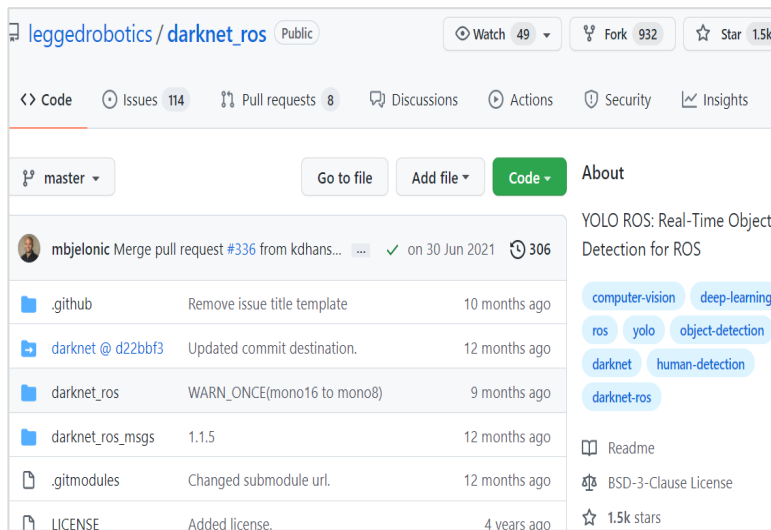 leggedrobotics / darknet_ros Public
Watch 49 Fork 932 Star 1.5k
<> Code Issues 114 Pull requests 8 Discussions Actions Security Insights
master Go to file Add file Code
About
YOLO ROS: Real-Time Object
Detection for ROS
computer-vision deep-learning
ros yolo object-detection
darknet human-detection
darknet-ros
Readme
BSD-3-Clause License
1.5k stars
mbjelonic Merge pull request #336 from kdhans... ... on 30 Jun 2021 306
.github Remove issue title template 10 months ago
darknet @ d22bbf3 Updated commit destination. 12 months ago
darknet_ros WARN_ONCE(mono16 to mono8) 9 months ago
darknet_ros_msgs 1.1.5 12 months ago
.gitmodules Changed submodule url. 12 months ago
LICENSE Added license. 4 years ago